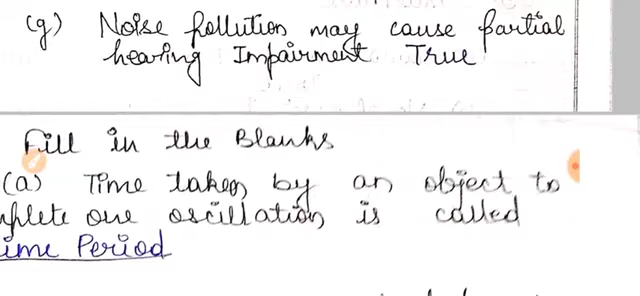 (g) Noise Pollution may cause partial
hearing Impairment. True
Fill in the Blanks
(a) Time taken by an object to
mplete one oscillation is called
ime Period